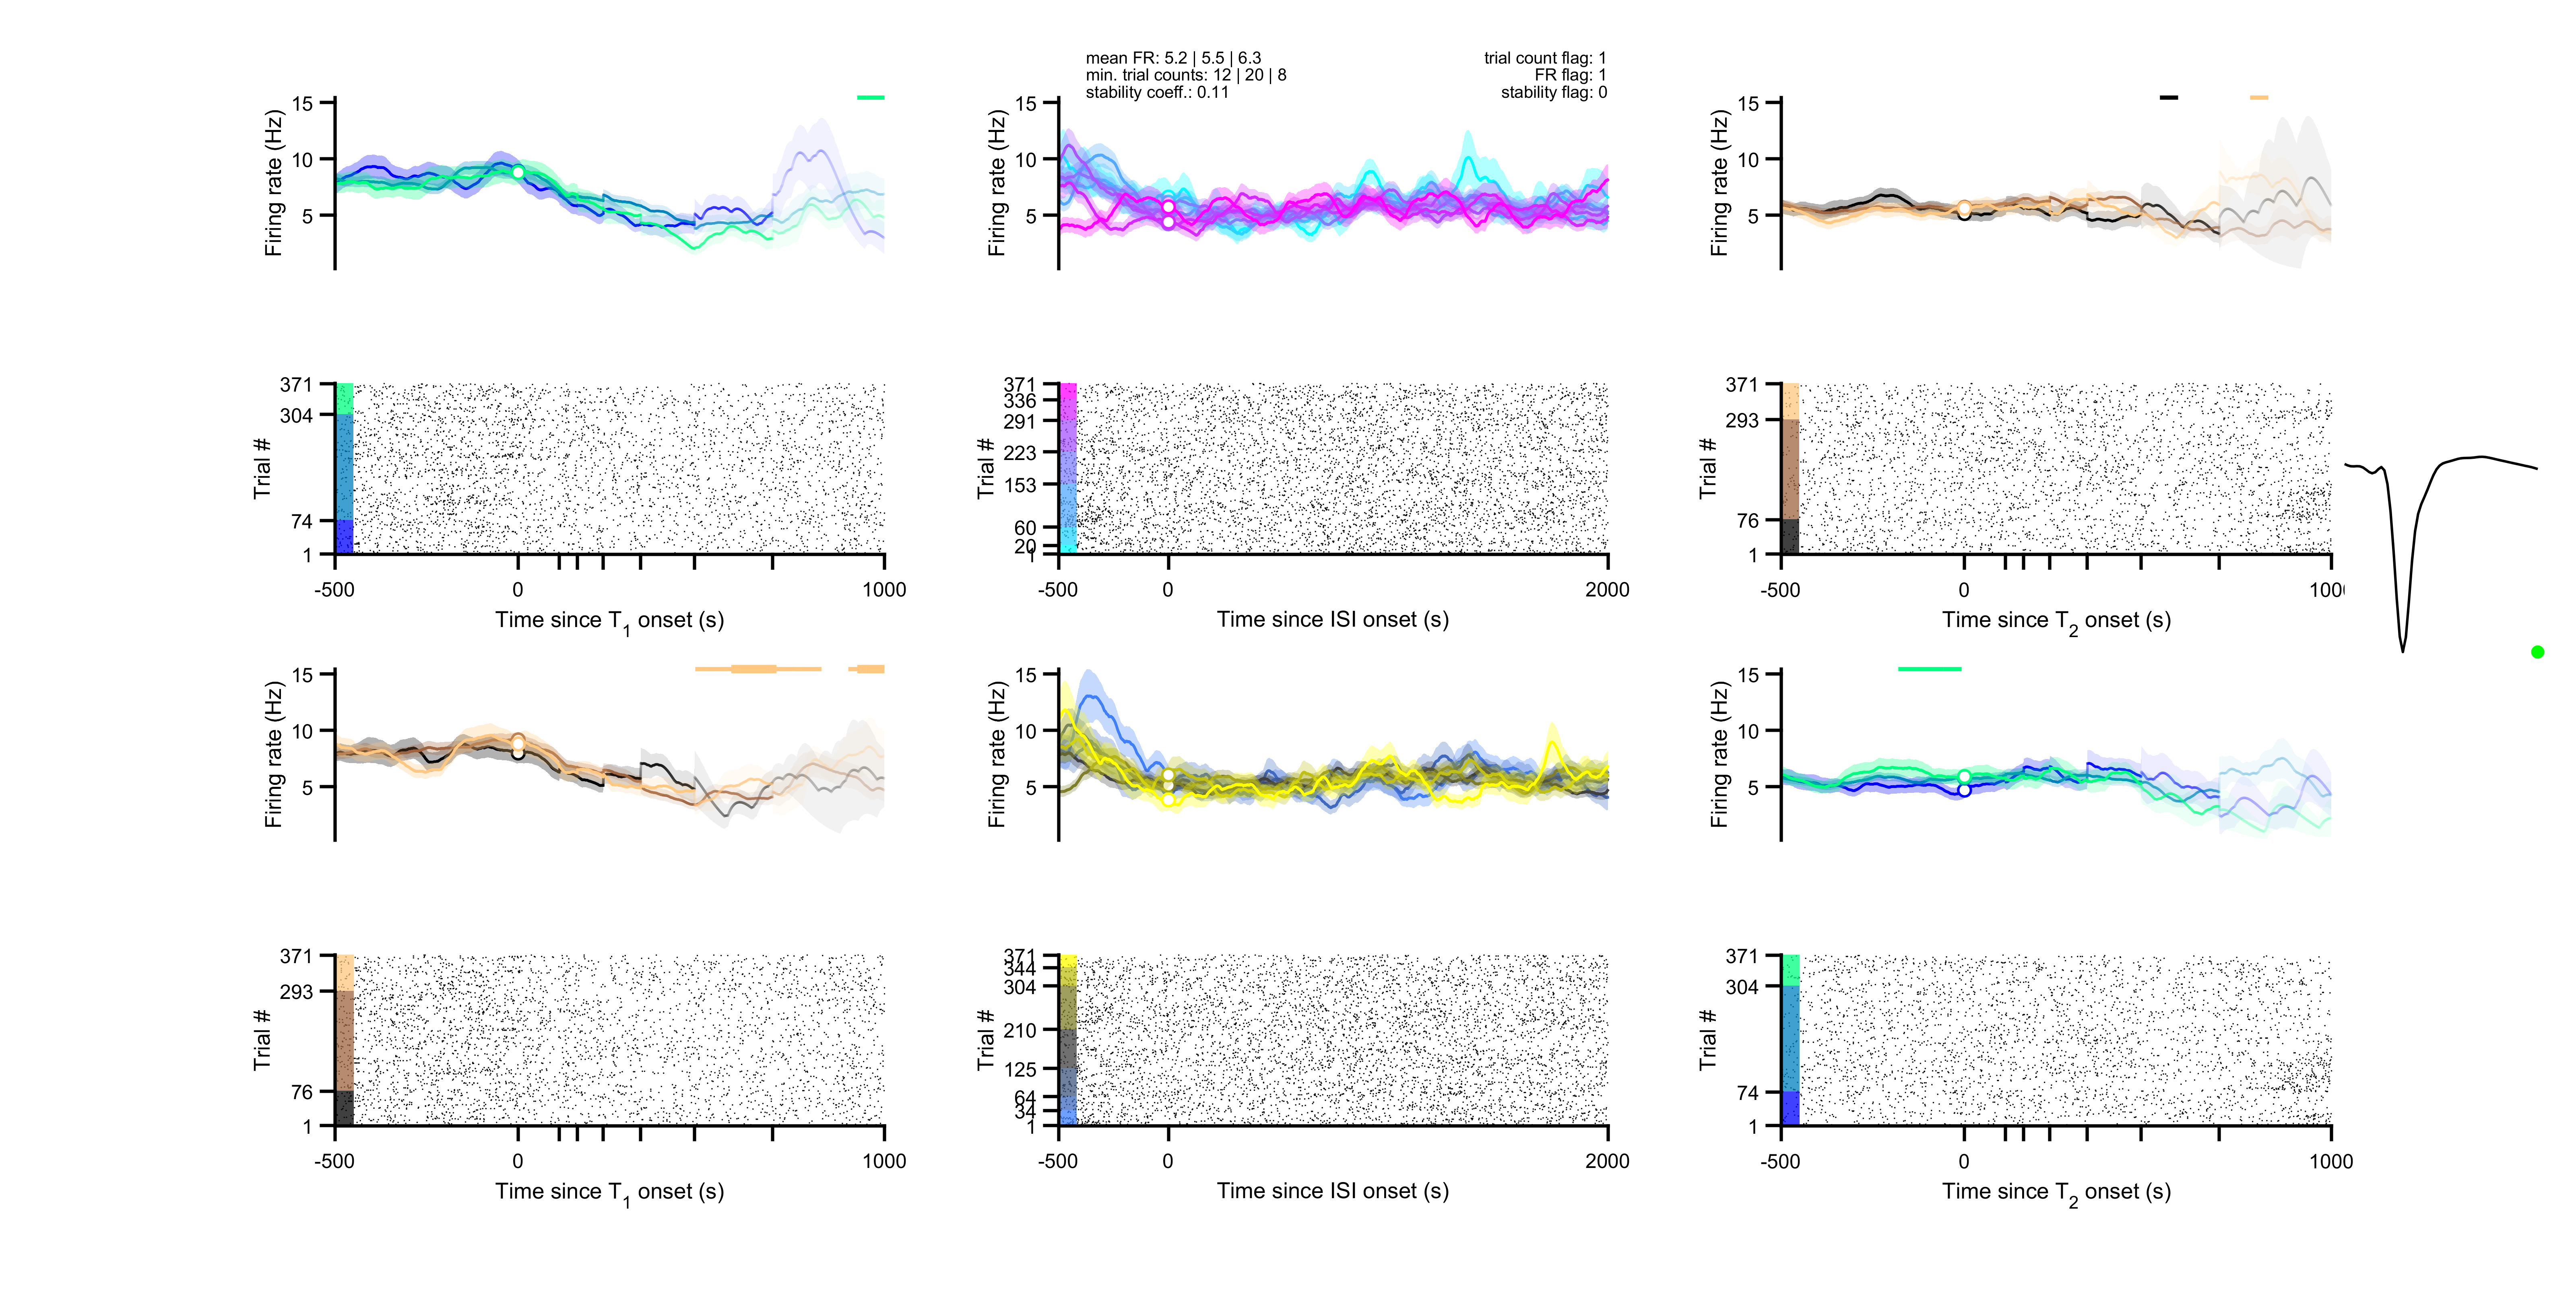 mean FR: 5.2 | 5.5 | 6.3
min. trial counts: 12 | 20 | 8
stability coeff.: 0.11
trial count flag: 1
FR flag: 1
stability flag: 0
15
10
5
Firing rate (Hz)
15
10
5
Firing rate (Hz)
15
10
5
Firing rate (Hz)
371
304
74
1
Trial #
-500
0
1000
Time since T1 onset (s)
371
336
291
223
153
60
20
1
Trial #
-500
0
2000
Time since ISI onset (s)
371
293
76
1
Trial #
-500
0
100
Time since T2 onset (s)
15
10
5
Firing rate (Hz)
15
10
5
Firing rate (Hz)
15
10
5
Firing rate (Hz)
371
293
76
1
Trial #
-500
0
1000
Time since T1 onset (s)
371
344
304
210
125
64
34
1
Trial #
-500
0
2000
Time since ISI onset (s)
371
304
74
1
Trial #
-500
0
1000
Time since T2 onset (s)